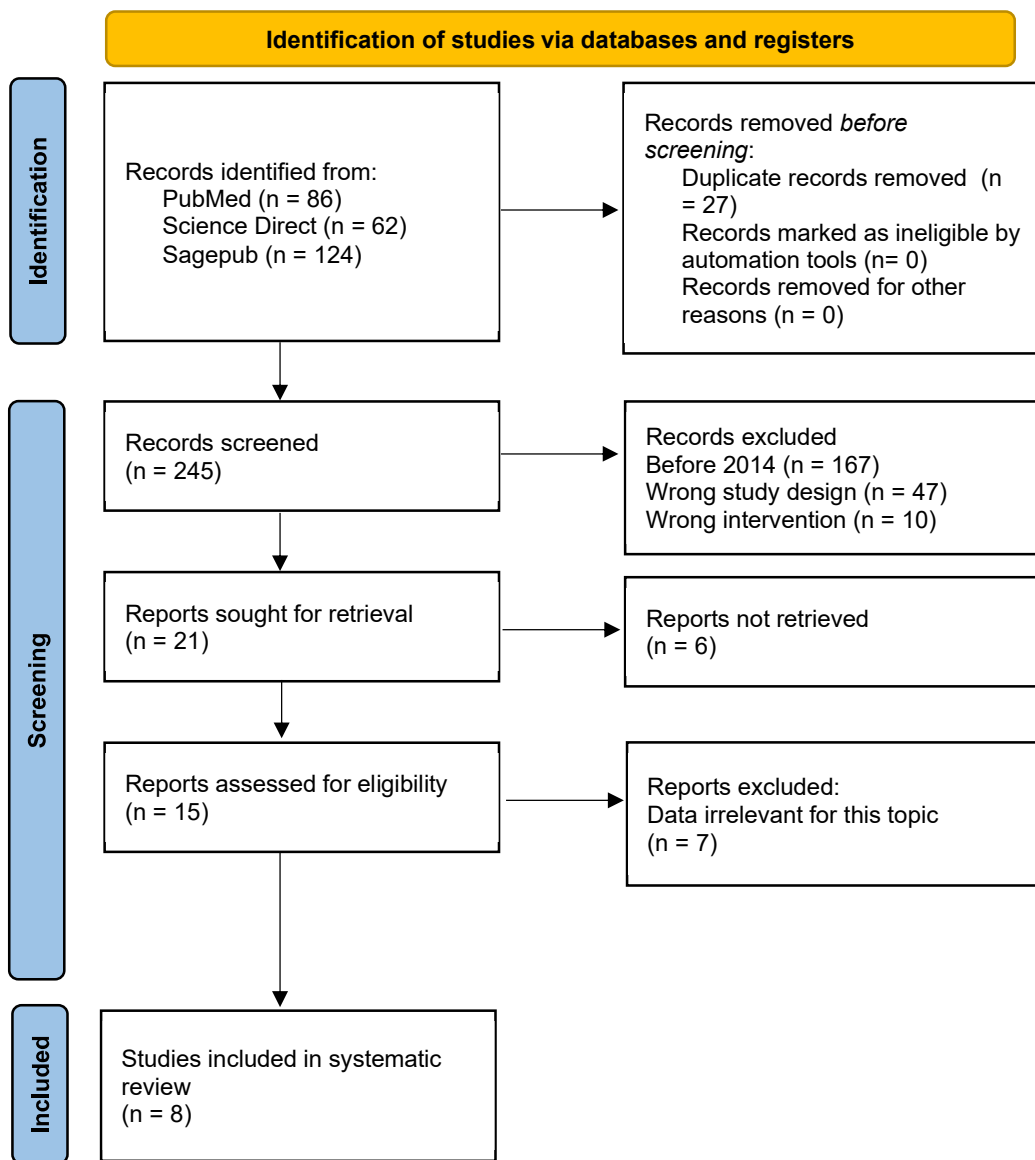 Identification of studies via databases and registers
Identification
Records identified from:
PubMed (n = 86)
Science Direct (n = 62)
Sagepub (n = 124)
Records removed before
screening:
Duplicate records removed (n
= 27)
Records marked as ineligible by
automation tools (n= 0)
Records removed for other
reasons (n = 0)
Screening
Records screened
(n = 245)
Records excluded
Before 2014 (n = 167)
Wrong study design (n = 47)
Wrong intervention (n = 10)
Reports sought for retrieval
(n = 21)
Reports not retrieved
(n = 6)
Reports assessed for eligibility
(n = 15)
Reports excluded:
Data irrelevant for this topic
(n = 7)
Included
Studies included in systematic
review
(n = 8)